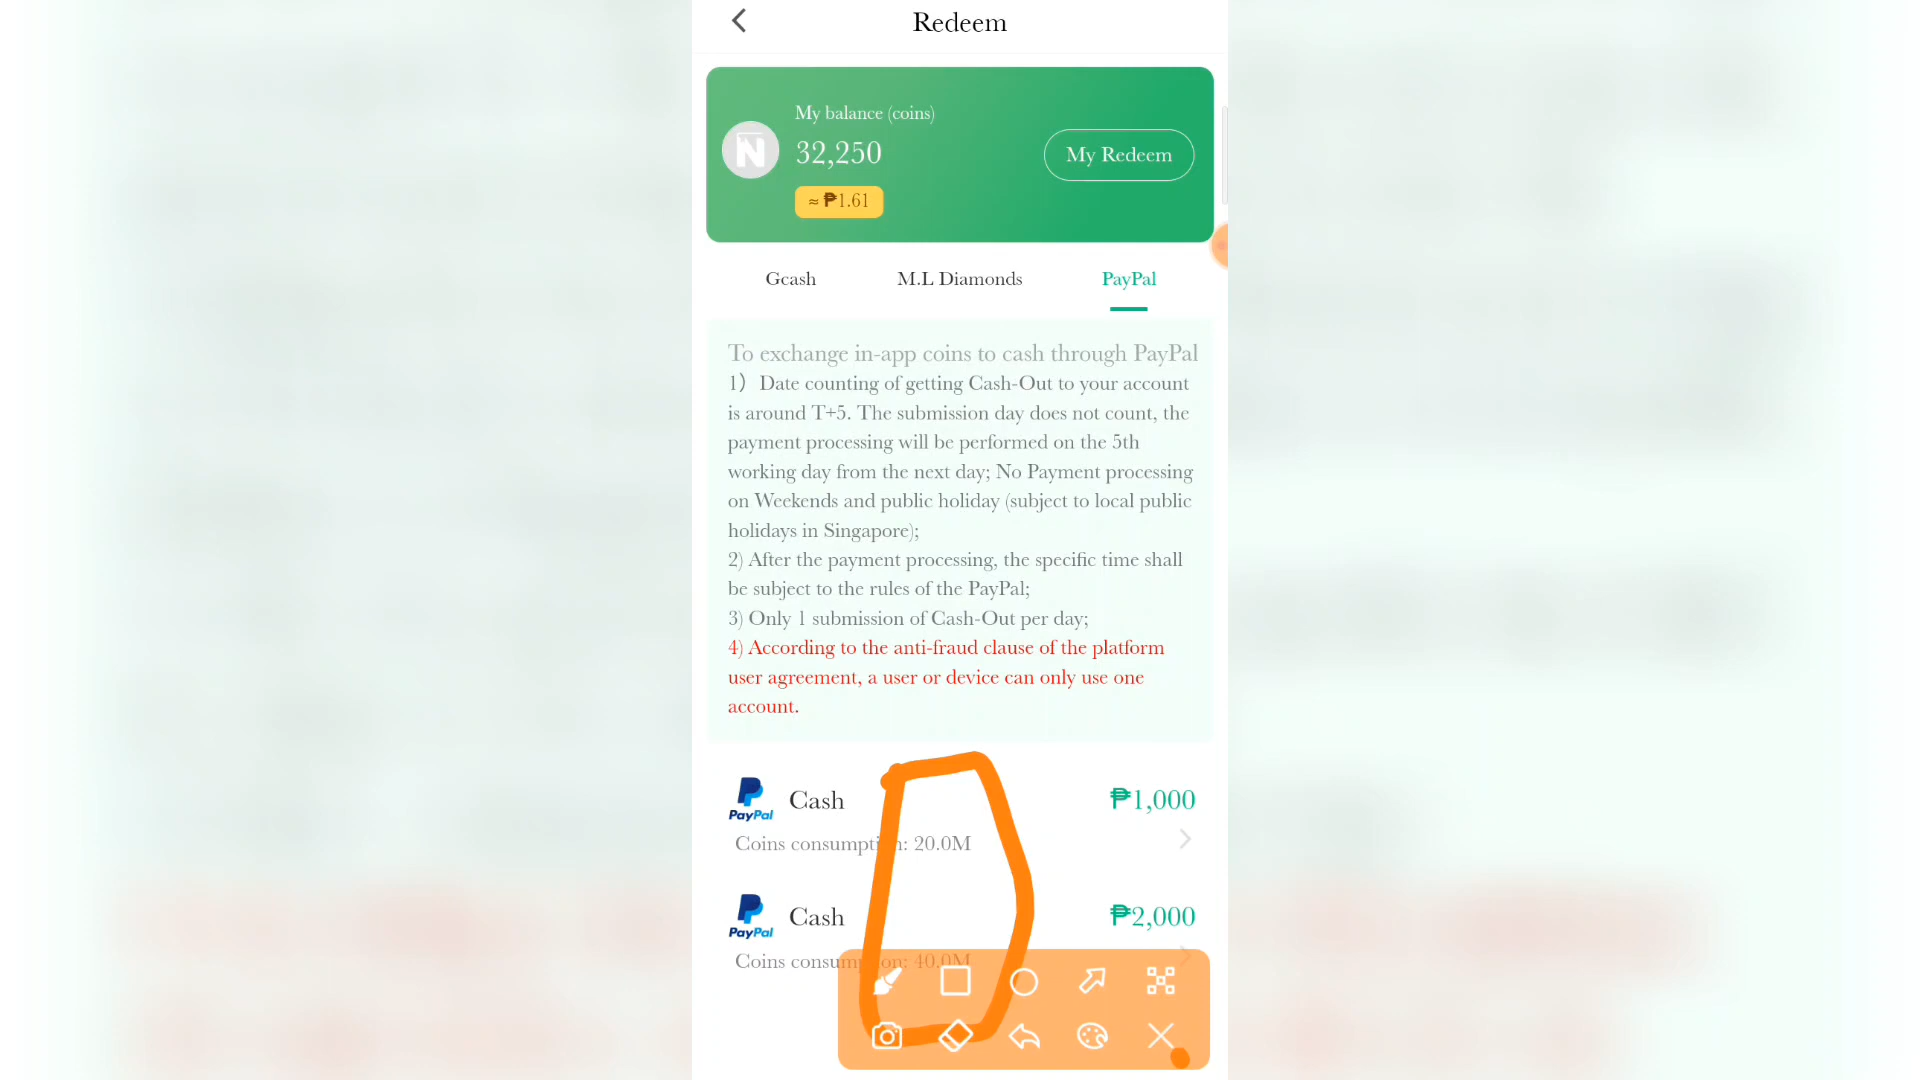 Redeem
My balance (coins)
N
32,250
My Redeem
≈ ₱1.61
Gcash
M.L Diamonds
PayPal
To exchange in-app coins to cash through PayPal
1）Date counting of getting Cash-Out to your account
is around T+5. The submission day does not count, the
payment processing will be performed on the 5th
working day from the next day; No Payment processing
on Weekends and public holiday (subject to local public
holidays in Singapore);
2) After the payment processing, the specific time shall
be subject to the rules of the PayPal;
3) Only 1 submission of Cash-Out per day;
4) According to the anti-fraud clause of the platform
user agreement, a user or device can only use one
account.
PayPal
Cash
₱1,000
Coins consumption: 20.0M
PayPal
Cash
₱2,000
Coins consumption: 40.0M